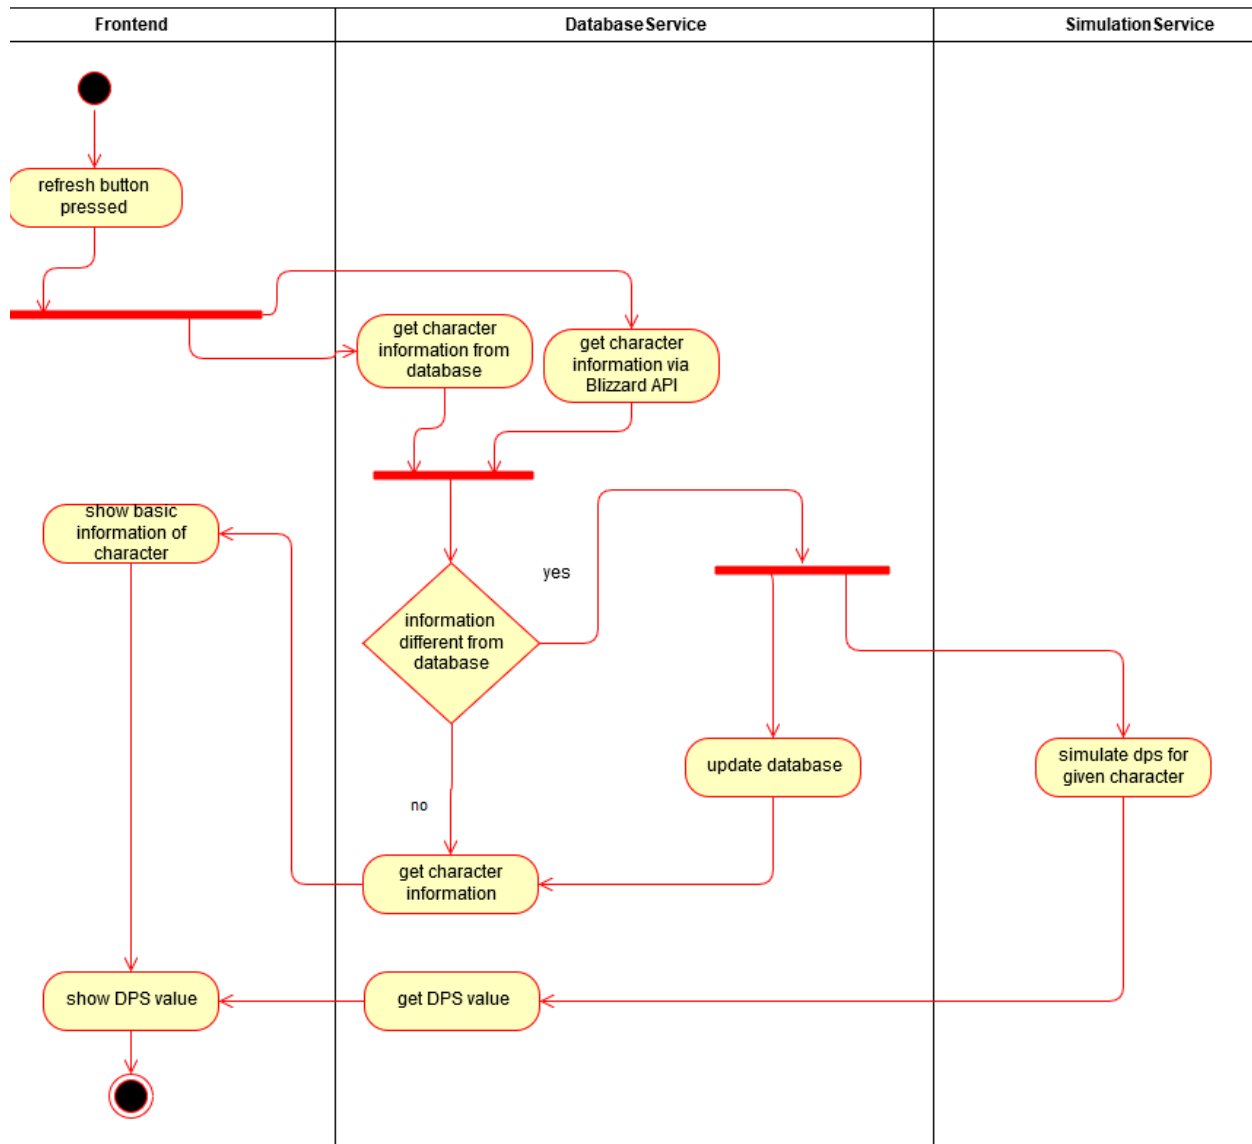 Frontend
DatabaseService
SimulationService
refresh button
pressed
get character
information from
database
get character
information via
Blizzard API
show basic
information of
character
yes
information
different from
database
update database
simulate dps for
given character
no
get character
information
show DPS value
get DPS value